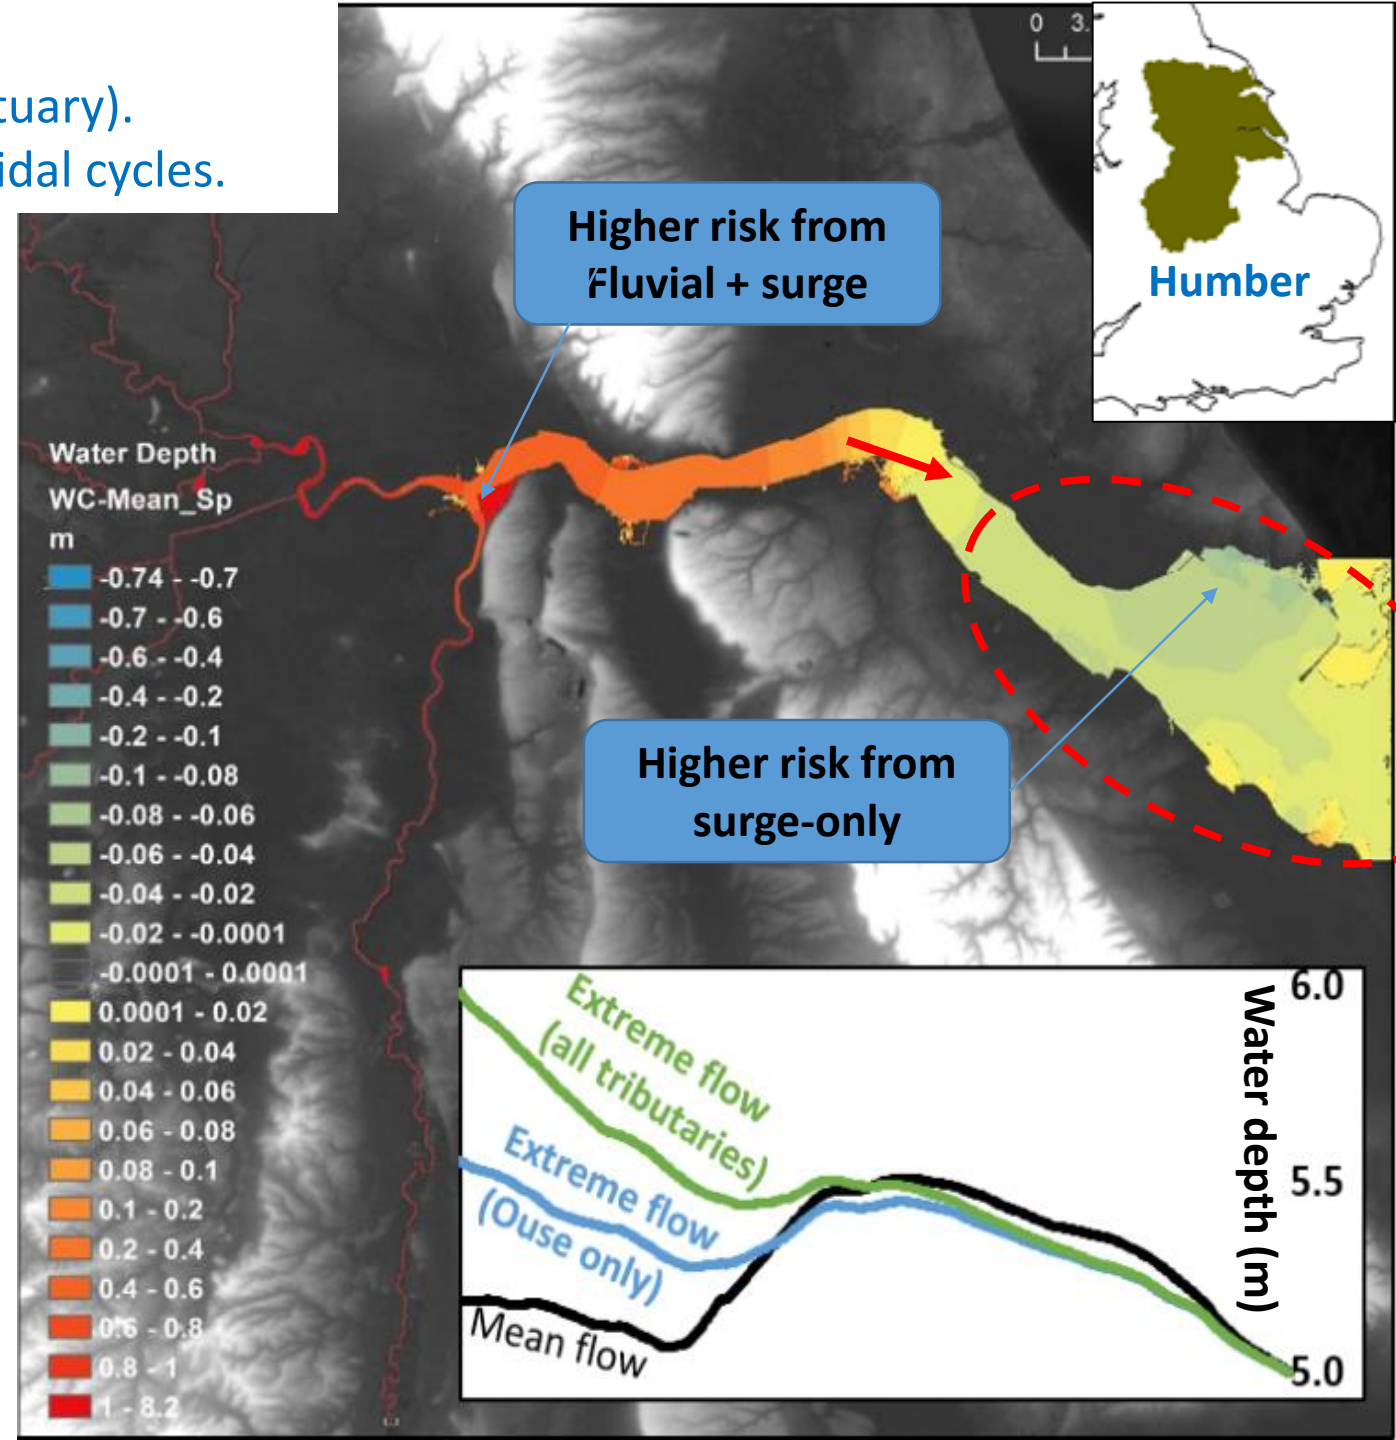 tuary).
idal cycles.
0 3.
Humber
Higher risk from
Fluvial + surge
Water Depth
WC-Mean_Sp
m
-0.74 - -0.7
-0.7 - -0.6
-0.6 - -0.4
-0.4 - -0.2
-0.2 - -0.1
-0.1 - -0.08
-0.08 - -0.06
-0.06 - -0.04
-0.04 - -0.02
-0.02 - -0.0001
-0.0001 - 0.0001
0.0001 - 0.02
0.02 - 0.04
0.04 - 0.06
0.06 - 0.08
0.08 - 0.1
0.1 - 0.2
0.2 - 0.4
0.4 - 0.6
0.6 - 0.8
0.8 - 1
1 - 8.2
Higher risk from
surge-only
Extreme flow
(all tributaries)
Extreme flow
(Ouse only)
Mean flow
Water depth (m)
6.0
5.5
5.0